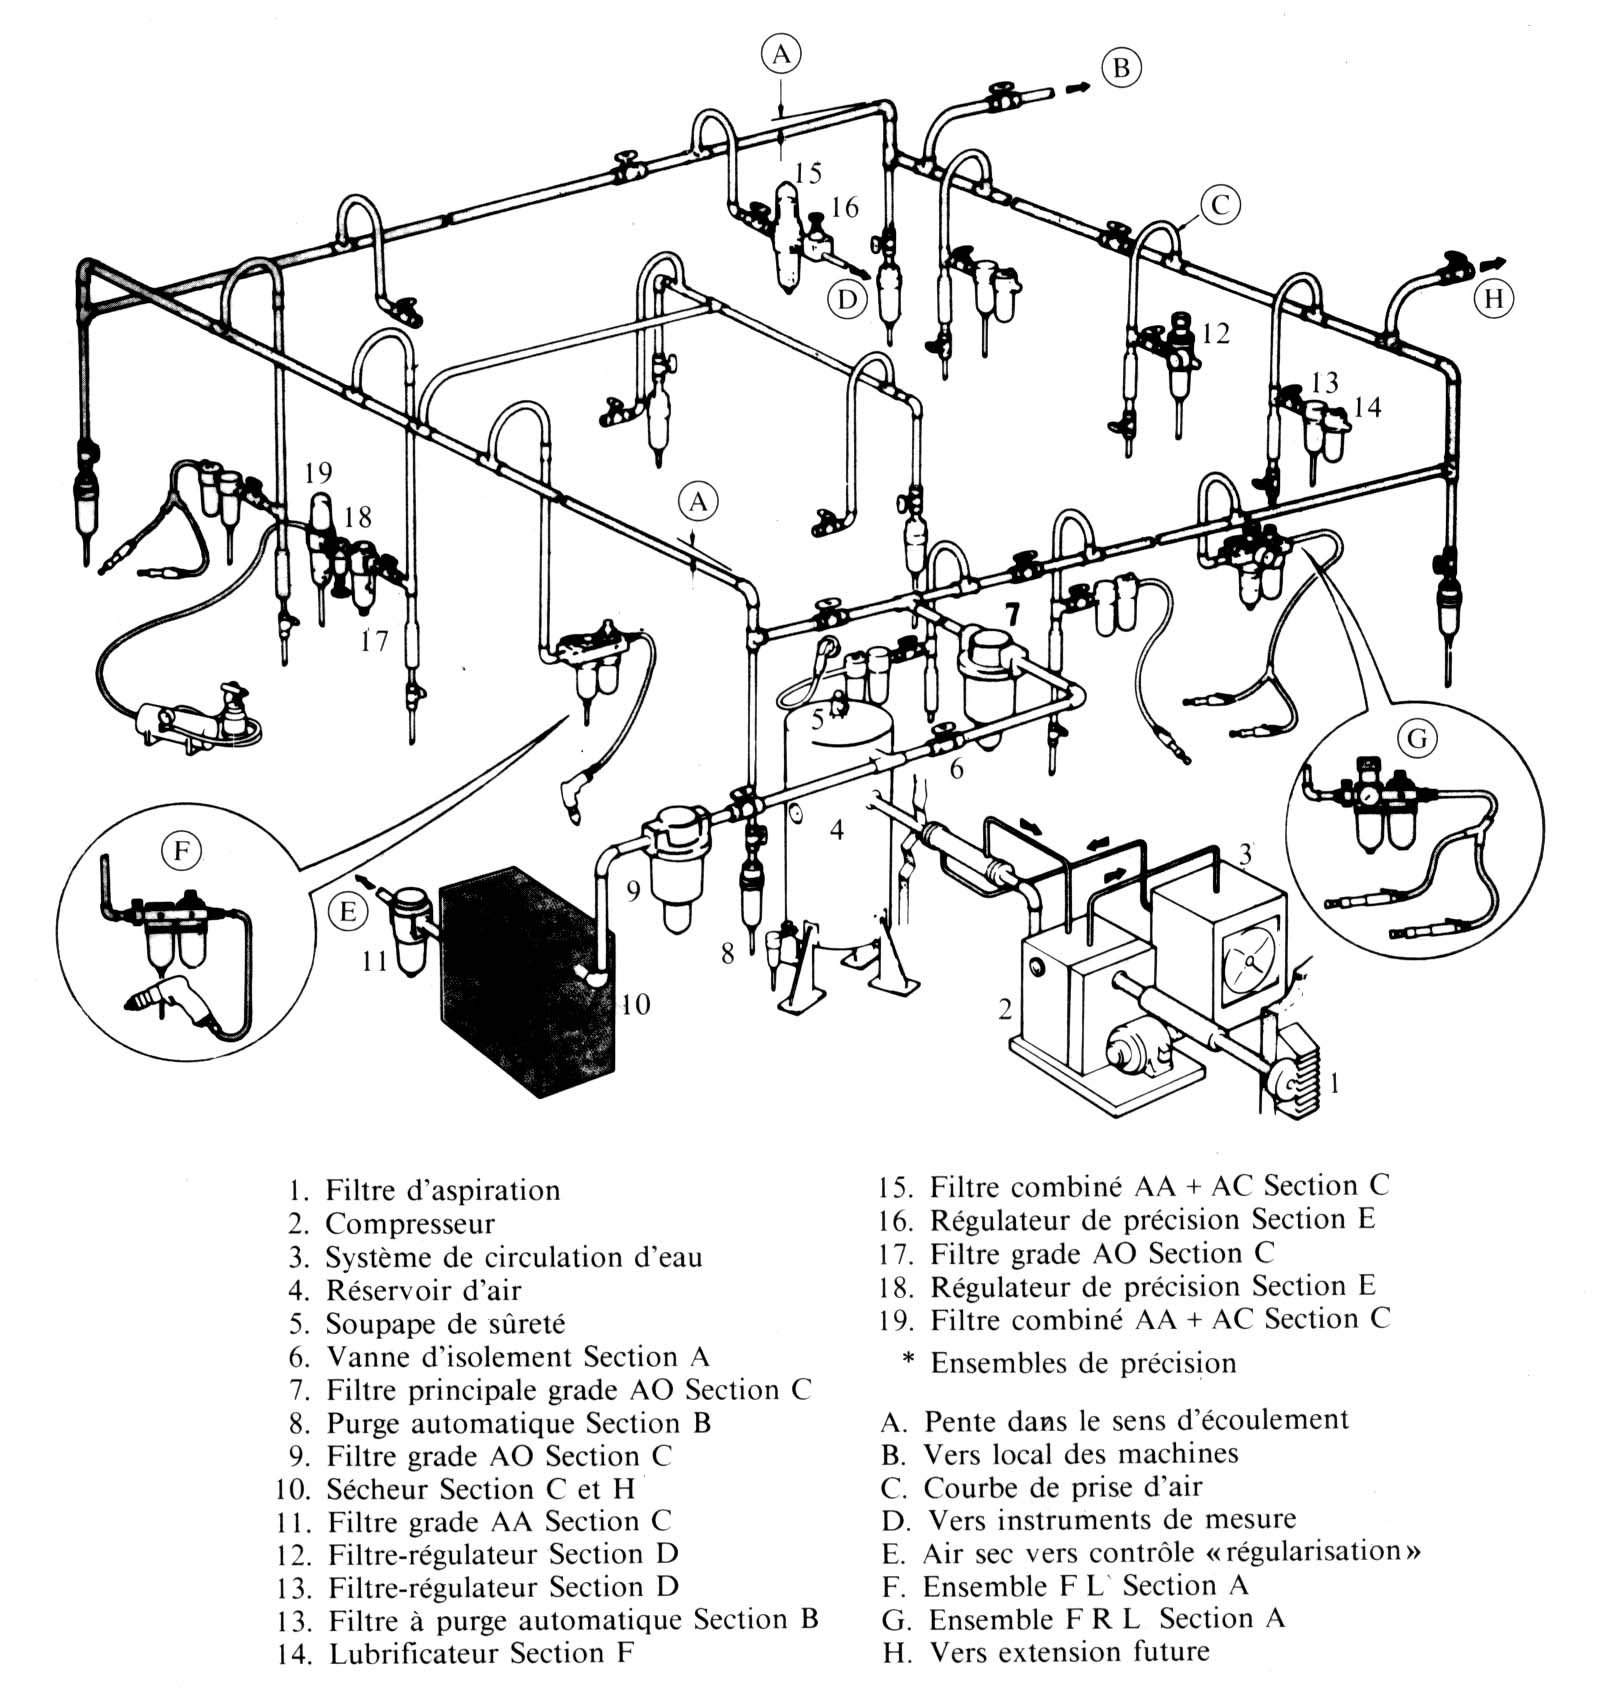 A
B
15
16
C
D
H
12
13
14
19
18
A
17
7
5
6
G
4
F
3
9
E
11
8
10
2
1
1. Filtre d'aspiration
2. Compresseur
3. Système de circulation d'eau
4. Réservoir d'air
5. Soupape de sûreté
6. Vanne d'isolement Section A
7. Filtre principale grade AO Section C
8. Purge automatique Section B
9. Filtre grade AO Section C
10. Sécheur Section C et H
11. Filtre grade AA Section C
12. Filtre-régulateur Section D
13. Filtre-régulateur Section D
13. Filtre à purge automatique Section B
14. Lubrificateur Section F
15. Filtre combiné AA + AC Section C
16. Régulateur de précision Section E
17. Filtre grade AO Section C
18. Régulateur de précision Section E
19. Filtre combiné AA + AC Section C
* Ensembles de précision
A. Pente dans le sens d'écoulement
B. Vers local des machines
C. Courbe de prise d'air
D. Vers instruments de mesure
E. Air sec vers contrôle «régularisation»
F. Ensemble F L Section A
G. Ensemble F R L Section A
H. Vers extension future